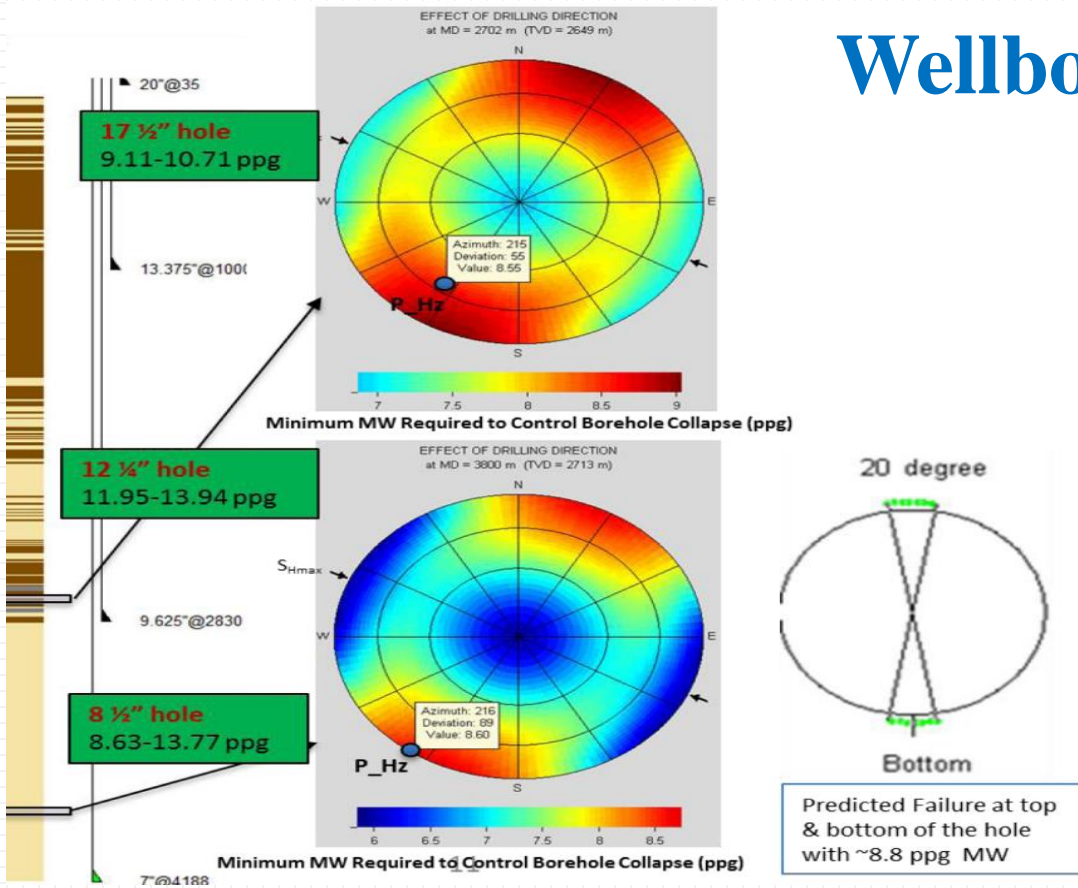 Wellbo
20"@35
17 ½" hole
9.11-10.71 ppg
13.375"@100
12 ¼" hole
11.95-13.94 ppg
9.625"@2830
8 ½" hole
8.63-13.77 ppg
7"@4188
EFFECT OF DRILLING DIRECTION
at MD = 2702 m (TVD = 2649 m)
N
W
E
Azimuth: 215
Deviation: 55
Value: 8.55
P_Hz
S
7 7.5 8 8.5 9
Minimum MW Required to Control Borehole Collapse (ppg)
EFFECT OF DRILLING DIRECTION
at MD = 3800 m (TVD = 2713 m)
N
SHmax
W
E
Azimuth: 216
Deviation: 89
Value: 8.60
P_Hz
S
6 6.5 7 7.5 8 8.5
Minimum MW Required to Control Borehole Collapse (ppg)
11
20 degree
Bottom
Predicted Failure at top
& bottom of the hole
with ~8.8 ppg MW